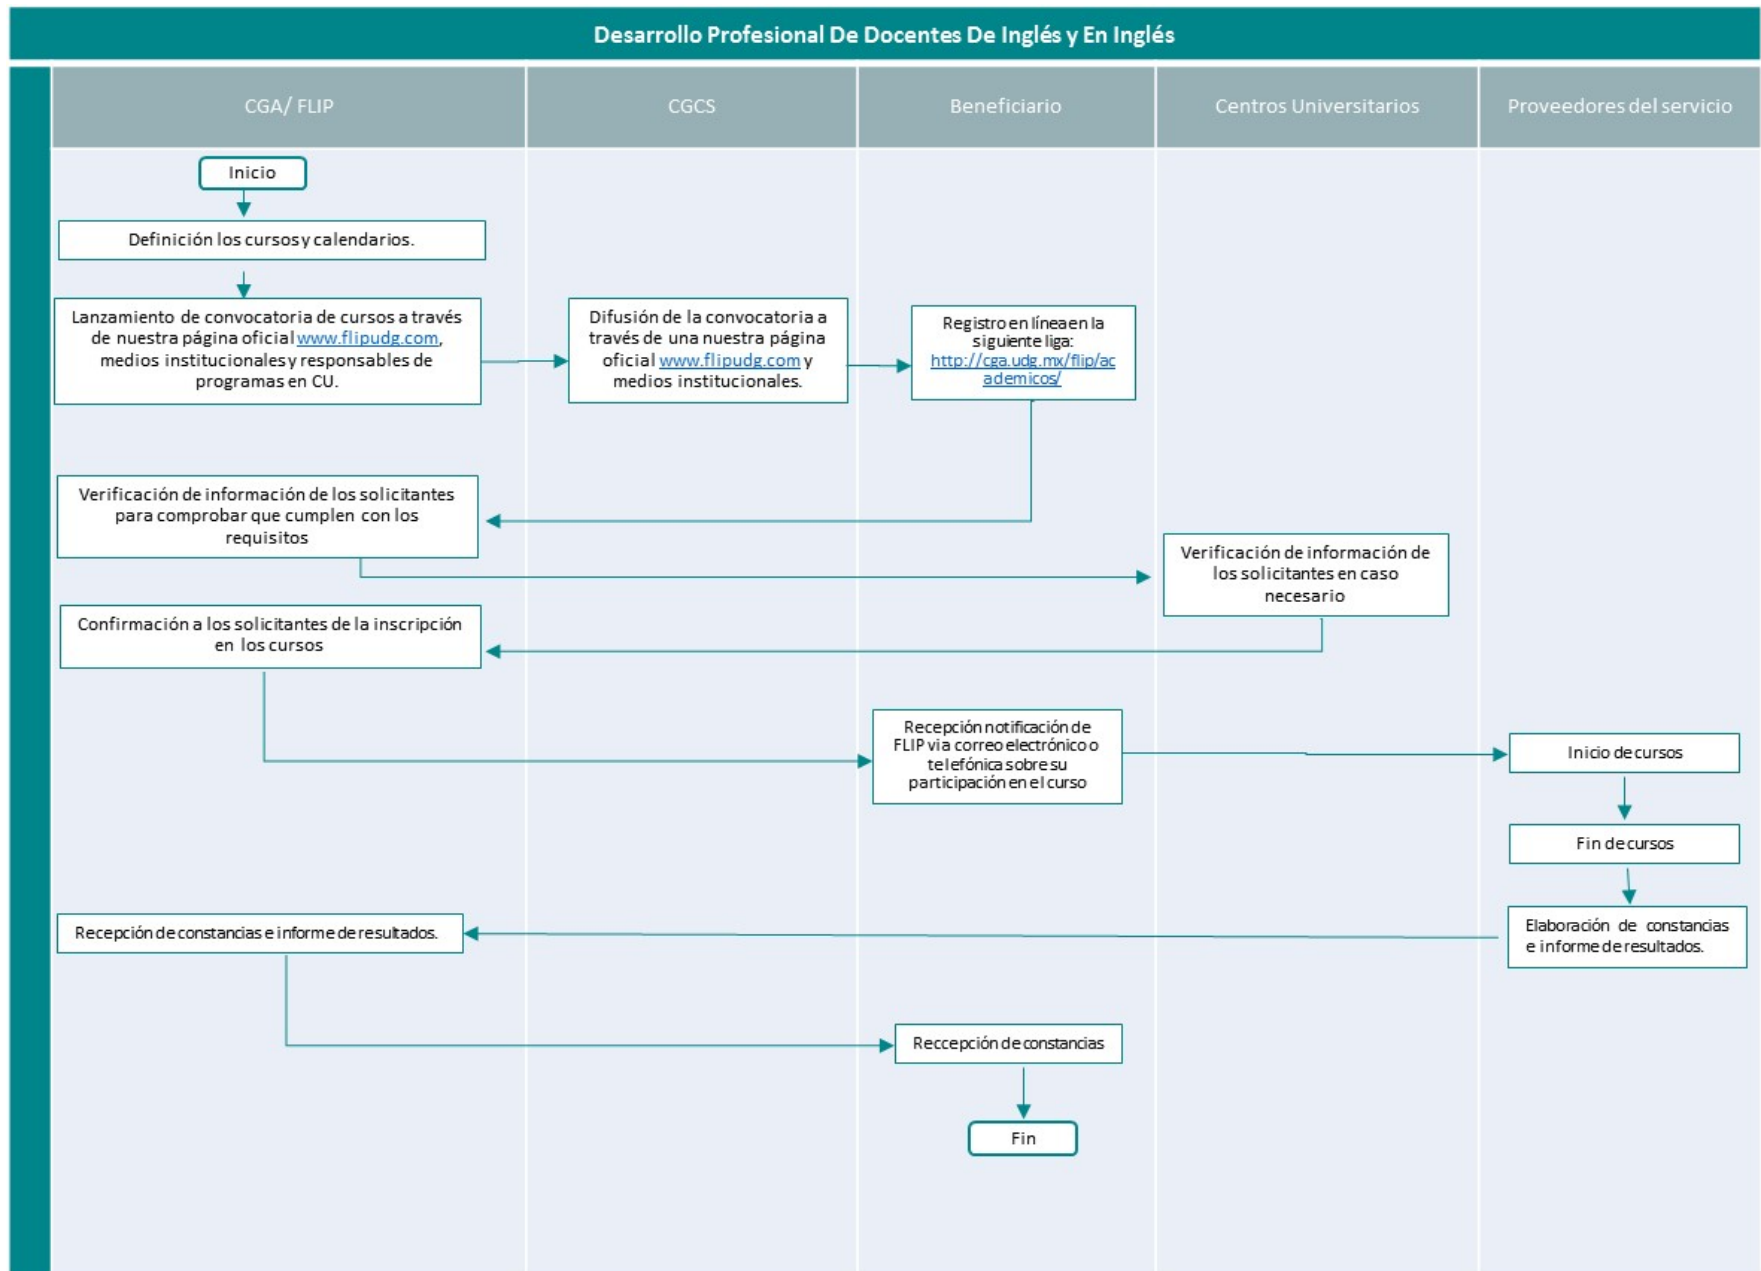 Desarrollo Profesional De Docentes De Inglés y En Inglés
CGA/ FLIP
CGCS
Beneficiario
Centros Universitarios
Proveedores del servicio
Inicio
Definición los cursos y calendarios.
Lanzamiento de convocatoria de cursos a través
de nuestra página oficial www.flipudg.com,
medios institucionales y responsables de
programas en CU.
Difusión de la convocatoria a
través de una nuestra página
oficial www.flipudg.com y
medios institucionales.
Registro en línea en la
siguiente liga:
http://cga.udg.mx/flip/ac
ademicos/
Verificación de información de los solicitantes
para comprobar que cumplen con los
requisitos
Verificación de información de
los solicitantes en caso
necesario
Confirmación a los solicitantes de la inscripción
en los cursos
Recepción notificación de
FLIP via correo electrónico o
telefónica sobre su
participación en el curso
Inicio de cursos
Fin de cursos
Elaboración de constancias
e informe de resultados.
Recepción de constancias e informe de resultados.
Reccepción de constancias
Fin